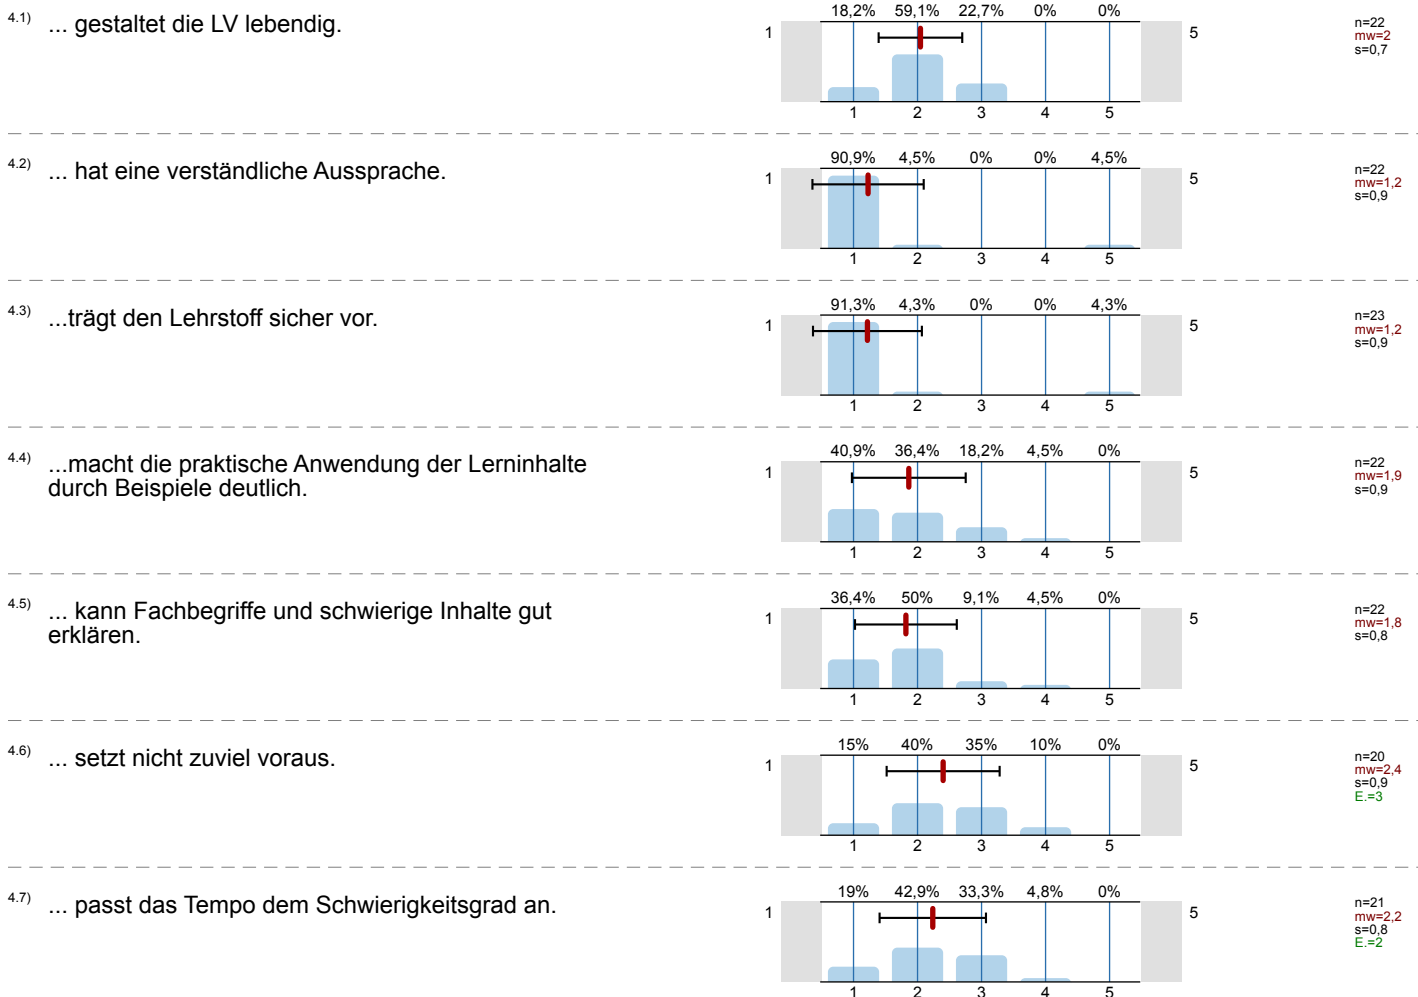 4.1) ... gestaltet die LV lebendig.
18,2% 59,1% 22,7% 0% 0%
1 5
1 2 3 4 5
n=22
mw=2
s=0,7
4.2) ... hat eine verständliche Aussprache.
90,9% 4,5% 0% 0% 4,5%
1 5
1 2 3 4 5
n=22
mw=1,2
s=0,9
4.3) ...trägt den Lehrstoff sicher vor.
91,3% 4,3% 0% 0% 4,3%
1 5
1 2 3 4 5
n=23
mw=1,2
s=0,9
4.4) ...macht die praktische Anwendung der Lerninhalte
durch Beispiele deutlich.
40,9% 36,4% 18,2% 4,5% 0%
1 5
1 2 3 4 5
n=22
mw=1,9
s=0,9
4.5) ... kann Fachbegriffe und schwierige Inhalte gut
erklären.
36,4% 50% 9,1% 4,5% 0%
1 5
1 2 3 4 5
n=22
mw=1,8
s=0,8
4.6) ... setzt nicht zuviel voraus.
15% 40% 35% 10% 0%
1 5
1 2 3 4 5
n=20
mw=2,4
s=0,9
E.=3
4.7) ... passt das Tempo dem Schwierigkeitsgrad an.
19% 42,9% 33,3% 4,8% 0%
1 5
1 2 3 4 5
n=21
mw=2,2
s=0,8
E.=2